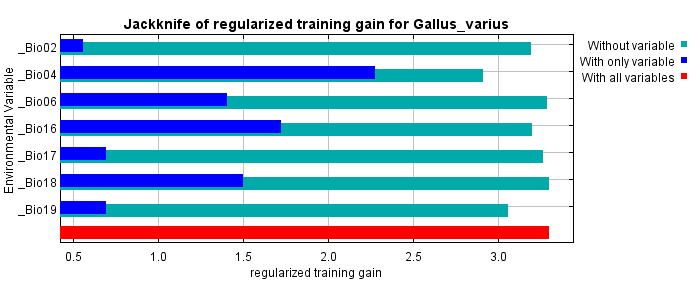 Jackknife of regularized training gain for Gallus_varius
Environmental Variable
_Bio02
_Bio04
_Bio06
_Bio16
_Bio17
_Bio18
_Bio19
Without variable
With only variable
With all variables
0.5 1.0 1.5 2.0 2.5 3.0
regularized training gain